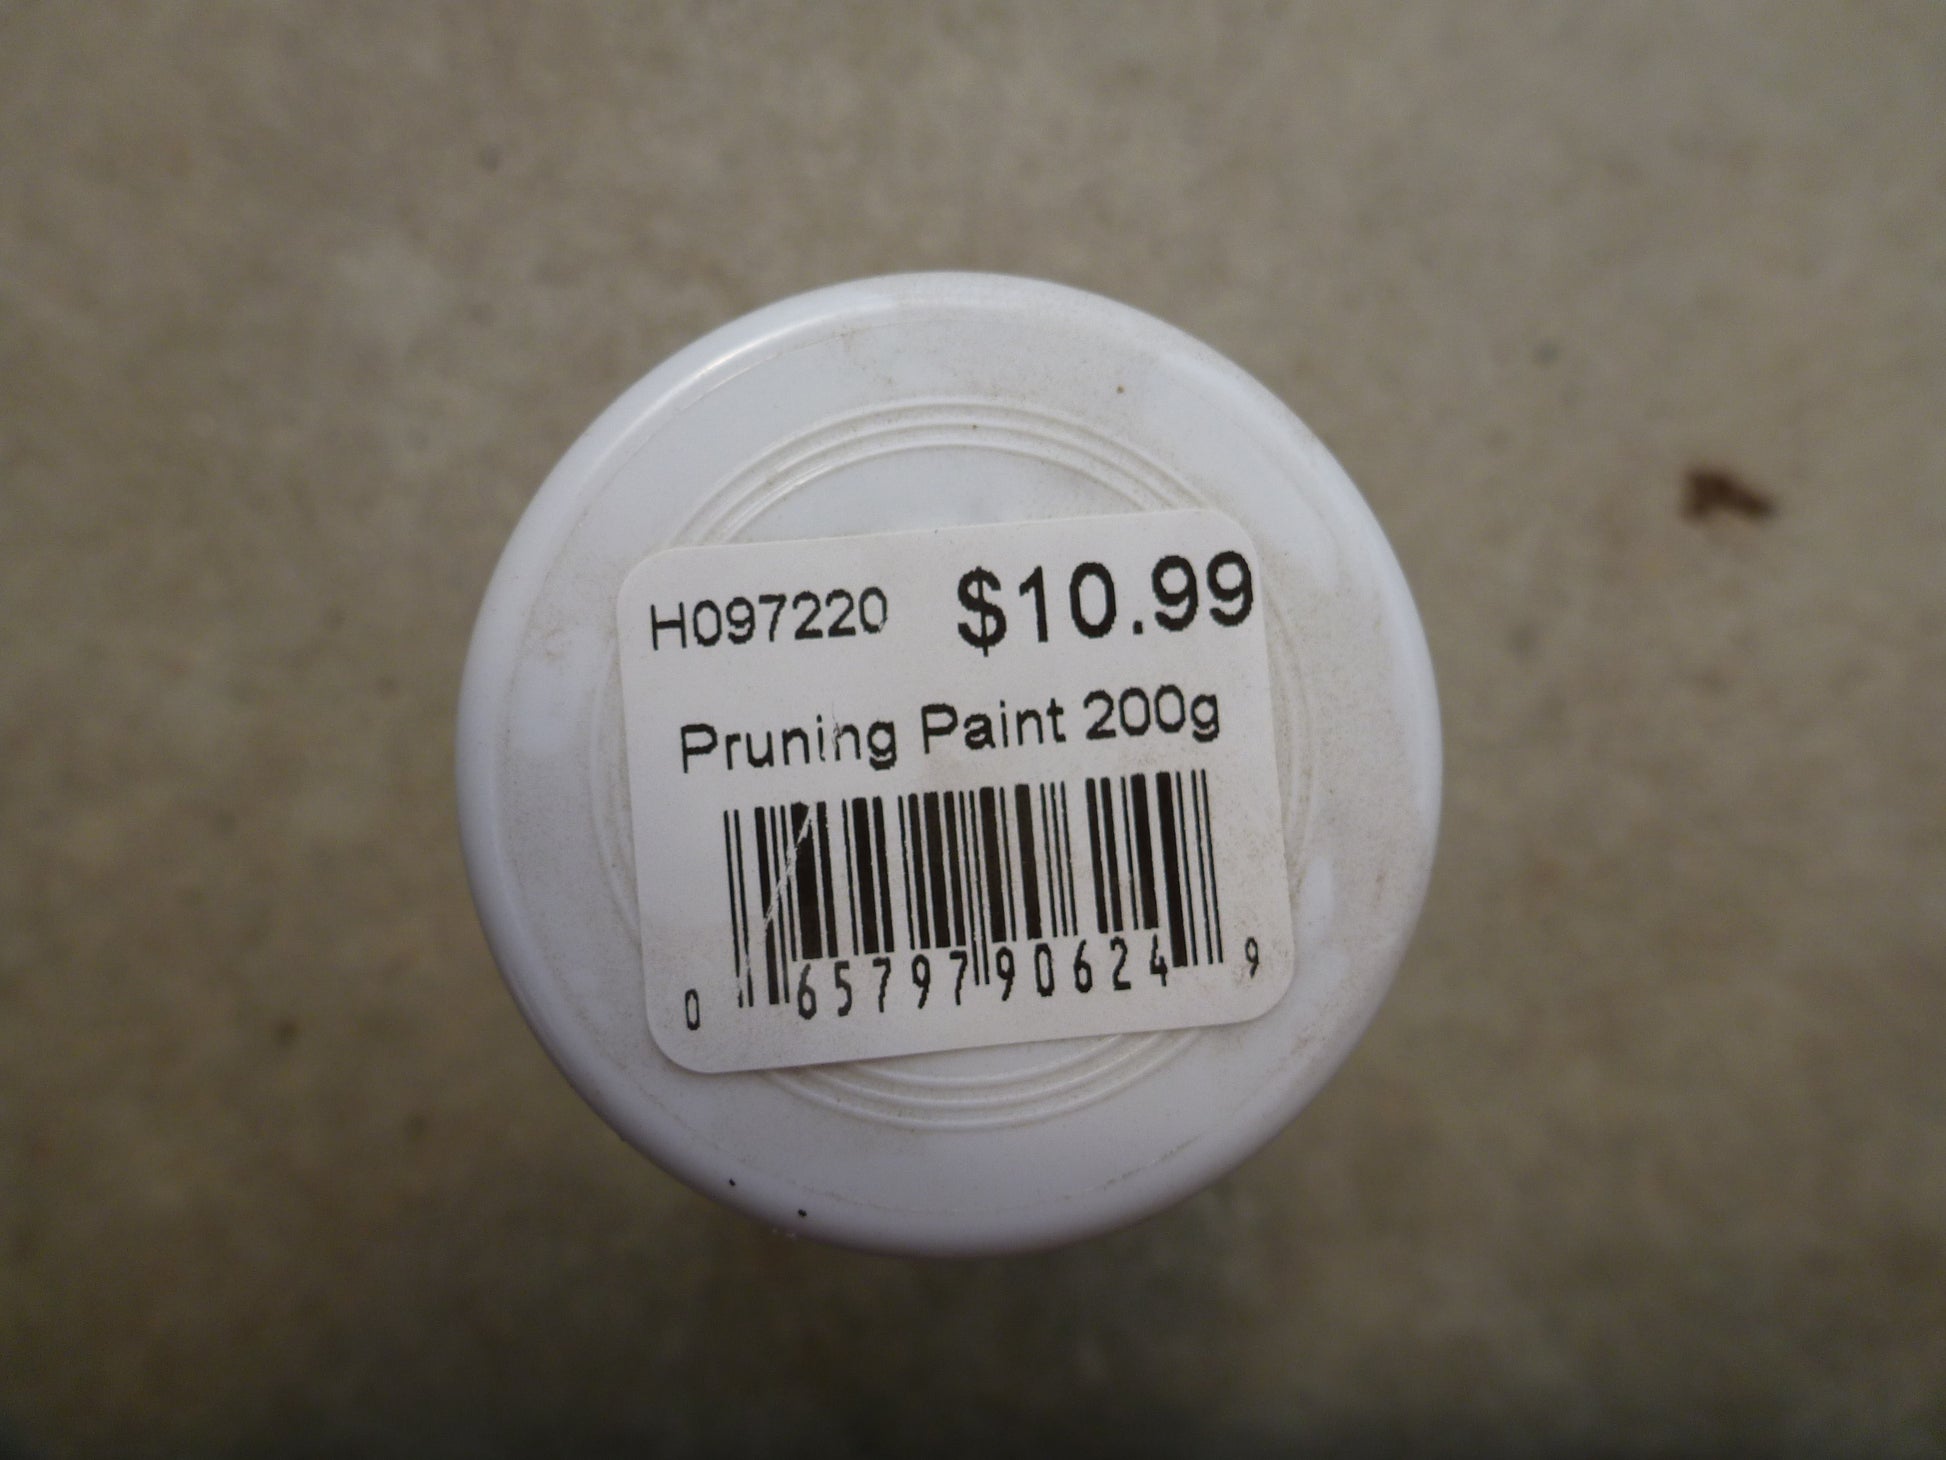 H097220 $10.99
Pruning Paint 200g
0 65797 90624 9